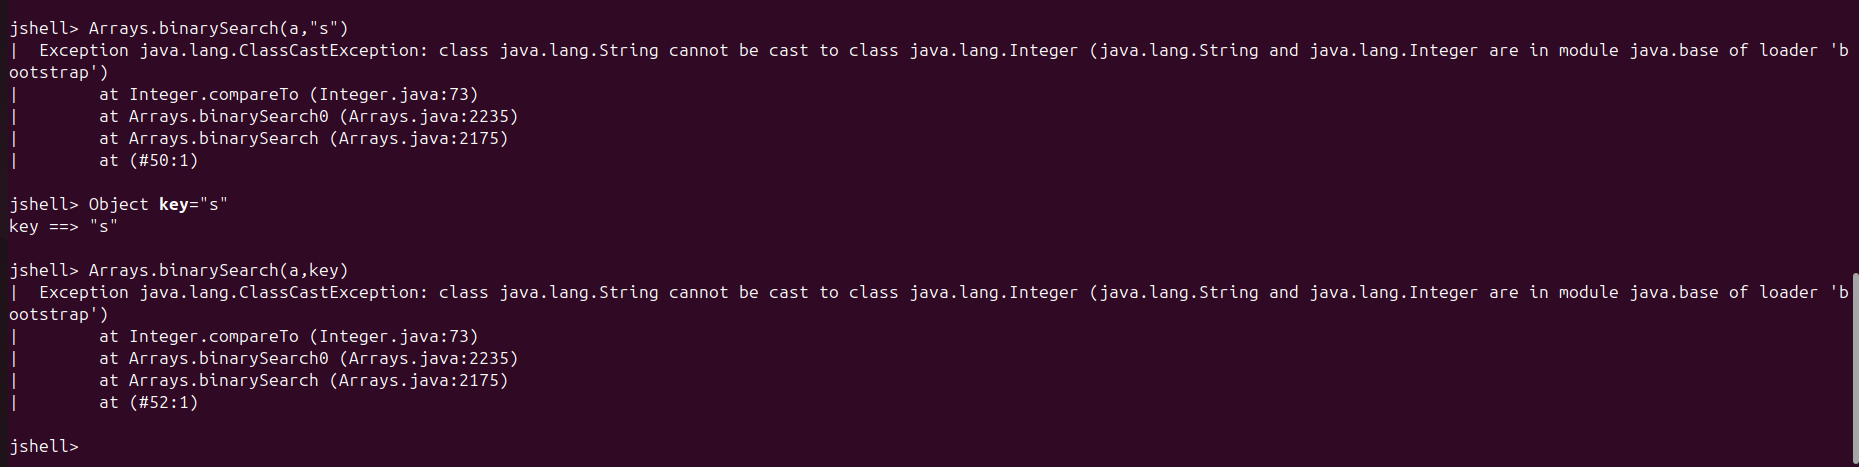 jshell> Arrays.binarySearch(a,"s")
|  Exception java.lang.ClassCastException: class java.lang.String cannot be cast to class java.lang.Integer (java.lang.String and java.lang.Integer are in module java.base of loader 'b
ootstrap')
|        at Integer.compareTo (Integer.java:73)
|        at Arrays.binarySearch0 (Arrays.java:2235)
|        at Arrays.binarySearch (Arrays.java:2175)
|        at (#50:1)
jshell> Object key="s"
key ==> "s"
jshell> Arrays.binarySearch(a,key)
|  Exception java.lang.ClassCastException: class java.lang.String cannot be cast to class java.lang.Integer (java.lang.String and java.lang.Integer are in module java.base of loader 'b
ootstrap')
|        at Integer.compareTo (Integer.java:73)
|        at Arrays.binarySearch0 (Arrays.java:2235)
|        at Arrays.binarySearch (Arrays.java:2175)
|        at (#52:1)
jshell>